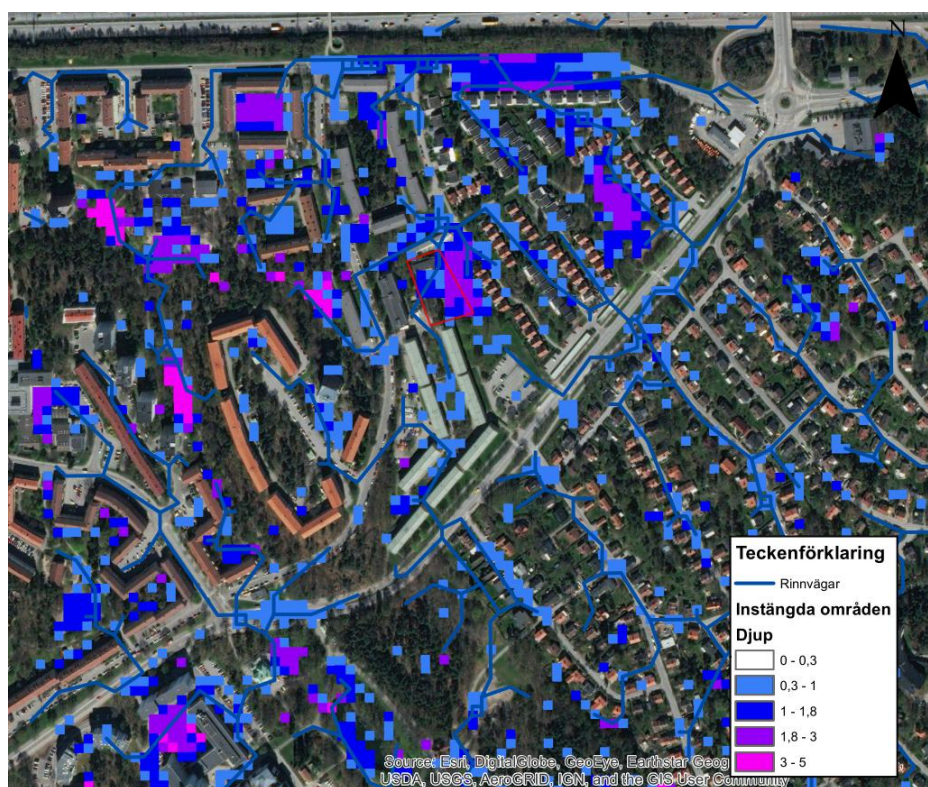 N
Teckenförklaring
Rinnvägar
Instängda områden
Djup
0 - 0,3
0,3 - 1
1 - 1,8
1,8 - 3
3 - 5
Source: Esri, DigitalGlobe, GeoEye, Earthstar Geog
USDA, USGS, AeroGRID, IGN, and the GIS User Community